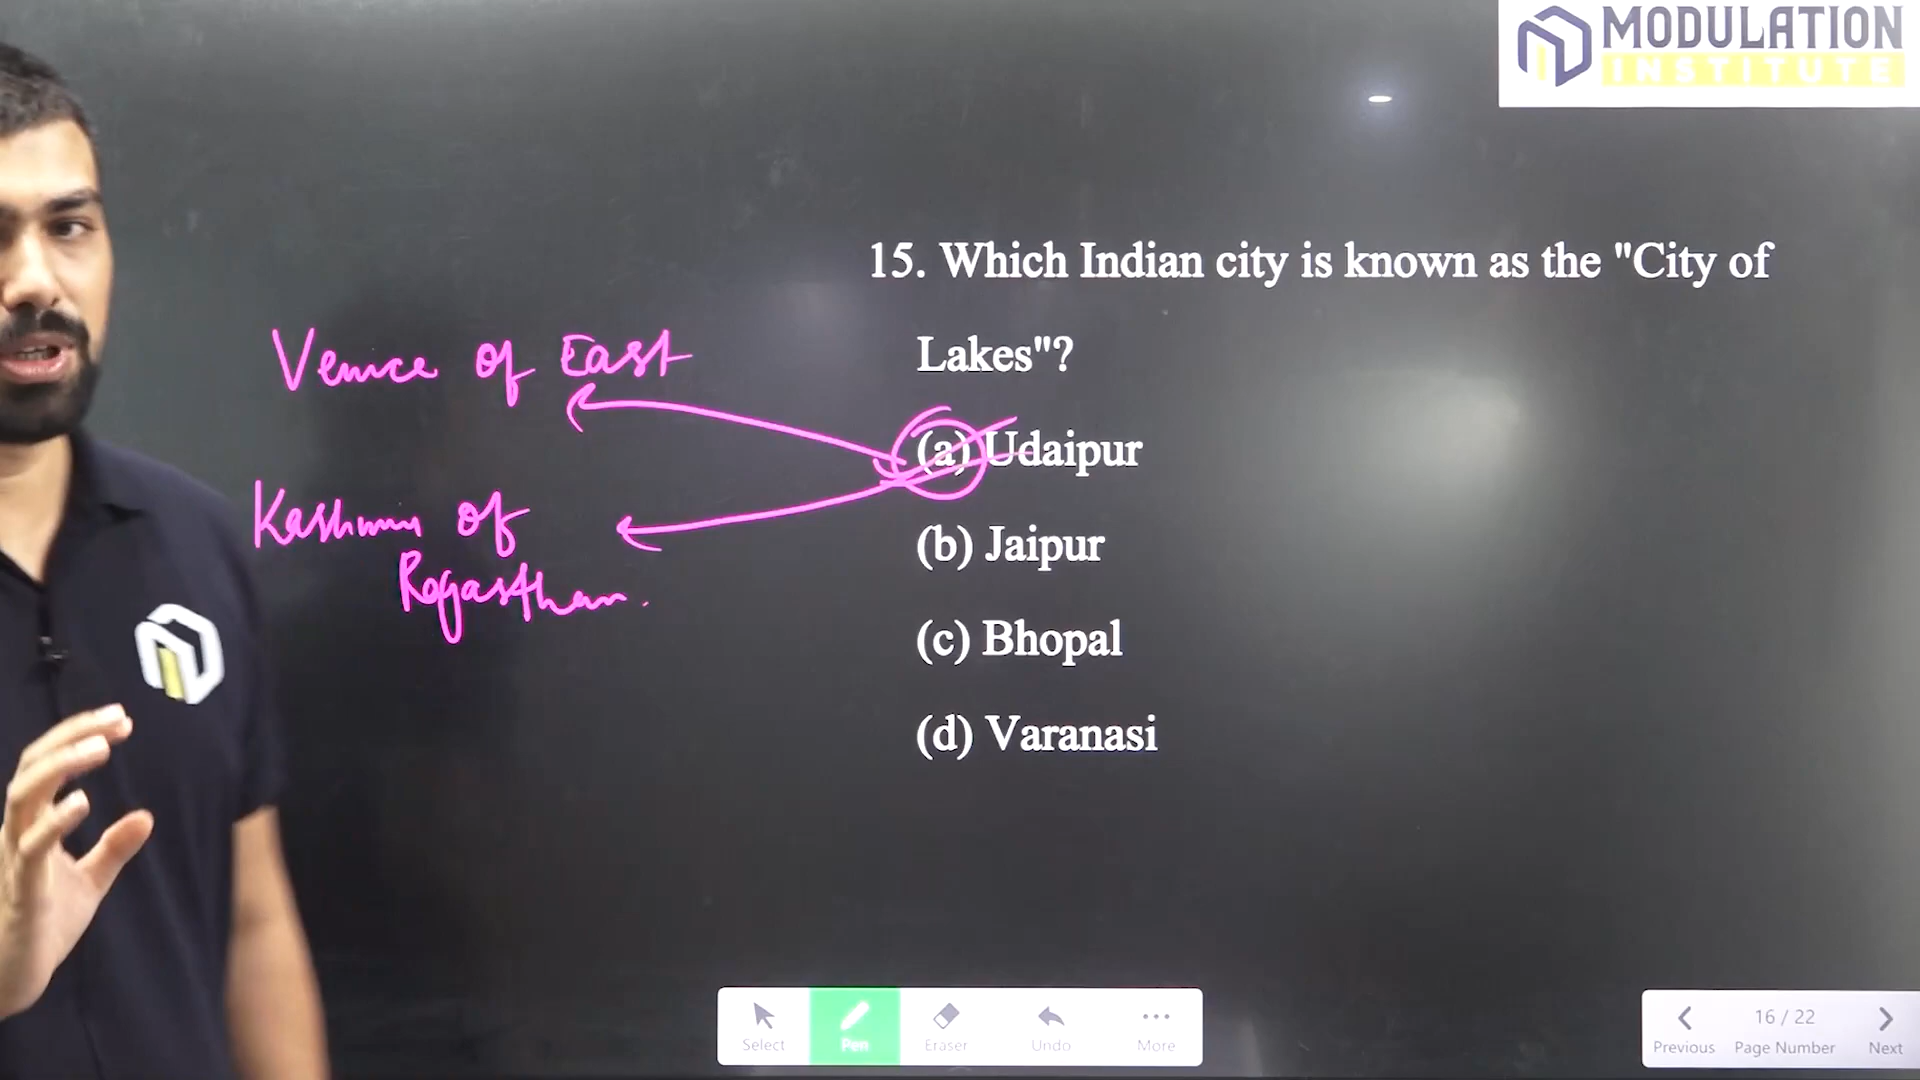 MODULATION
INSTITUTE
15. Which Indian city is known as the "City of
Lakes"?
(a) Udaipur
(b) Jaipur
(c) Bhopal
(d) Varanasi
Venice of East
Kashmir of
Rajasthan.
Select
Pen
Eraser
Undo
More
Previous
16 / 22
Page Number
Next